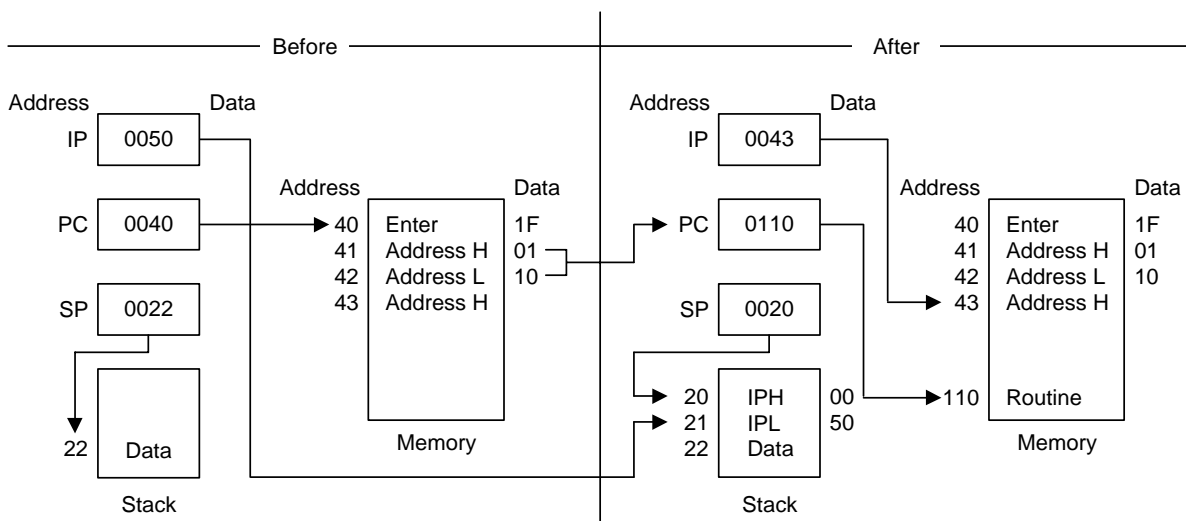 Before
After
Address
Data
IP
0050
Address
Data
PC
0040
40
Enter
1F
41
Address H
01
42
Address L
10
43
Address H
SP
0022
22
Data
Memory
Stack
Address
Data
IP
0043
Address
Data
PC
0110
40
Enter
1F
41
Address H
01
42
Address L
10
43
Address H
SP
0020
20
IPH
00
110
Routine
21
IPL
50
22
Data
Memory
Stack